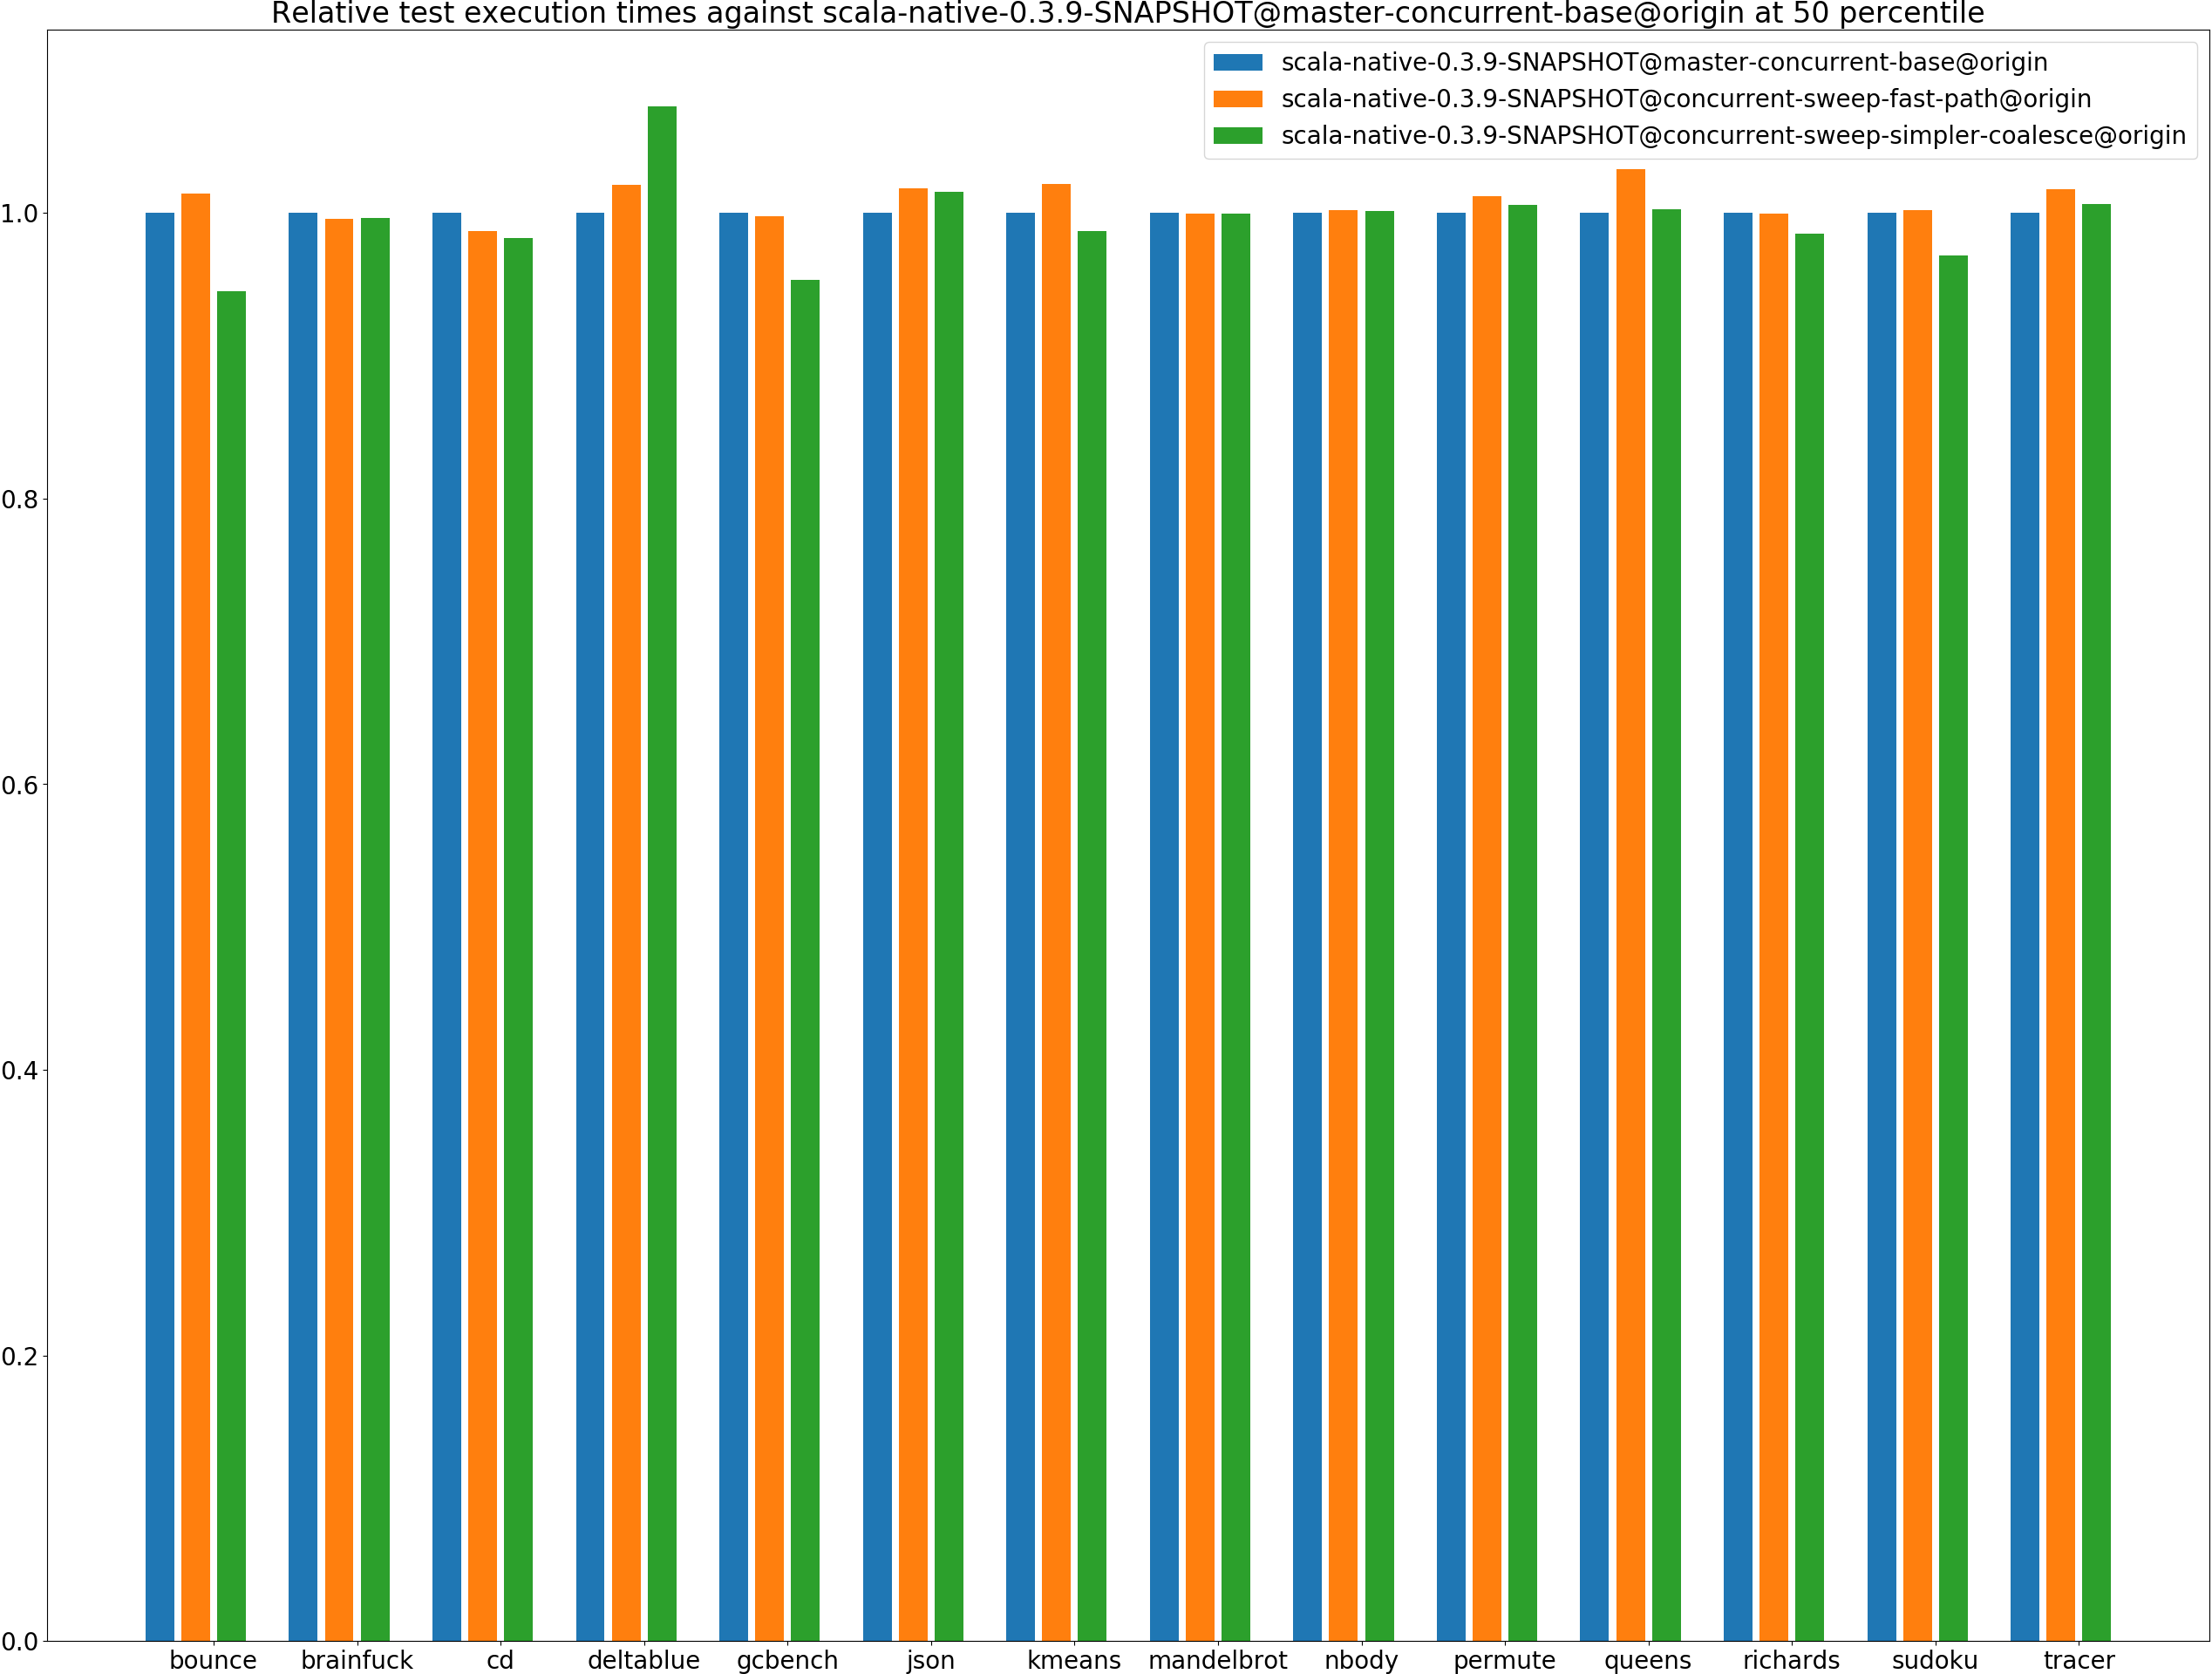 Relative test execution times against scala-native-0.3.9-SNAPSHOT@master-concurrent-base@origin at 50 percentile
scala-native-0.3.9-SNAPSHOT@master-concurrent-base@origin
scala-native-0.3.9-SNAPSHOT@concurrent-sweep-fast-path@origin
scala-native-0.3.9-SNAPSHOT@concurrent-sweep-simpler-coalesce@origin
1.0
0.8
0.6
0.4
0.2
0.0
bounce brainfuck cd deltablue gcbench json kmeans mandelbrot nbody permute queens richards sudoku tracer